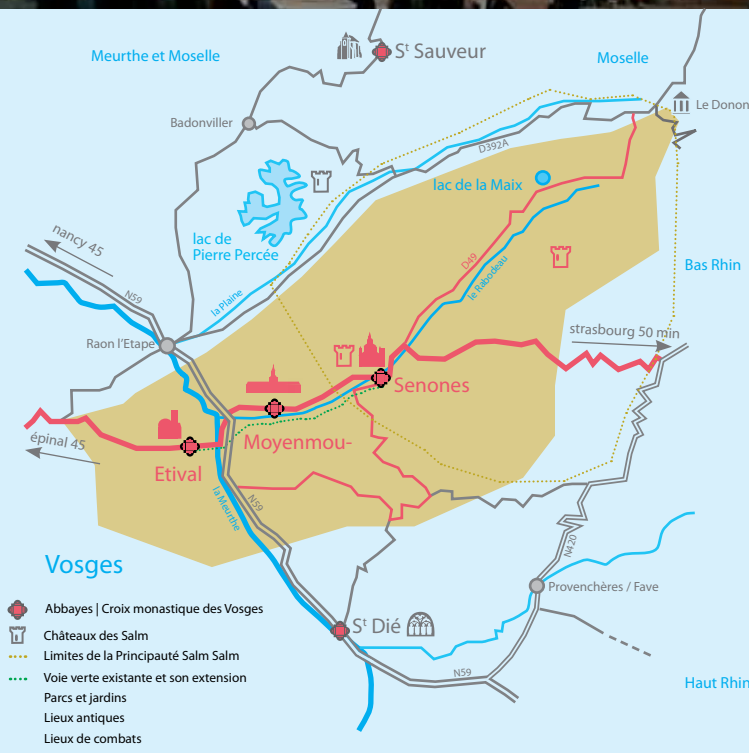 Meurthe et Moselle
St Sauveur
Moselle
Le Donon
Badonviller
D392A
lac de la Maix
lac de
Pierre Percée
nancy 45
D49
le Rabodeau
Bas Rhin
la Plaine
N59
strasbourg 50 min
Raon l'Etape
Senones
Moyenmou-
épinal 45
Etival
la Meurthe
N59
N420
Vosges
Provenchères / Fave
Abbayes | Croix monastique des Vosges
St Dié
Châteaux des Salm
Limites de la Principauté Salm Salm
Voie verte existante et son extension
N59
Haut Rhin
Parcs et jardins
Lieux antiques
Lieux de combats